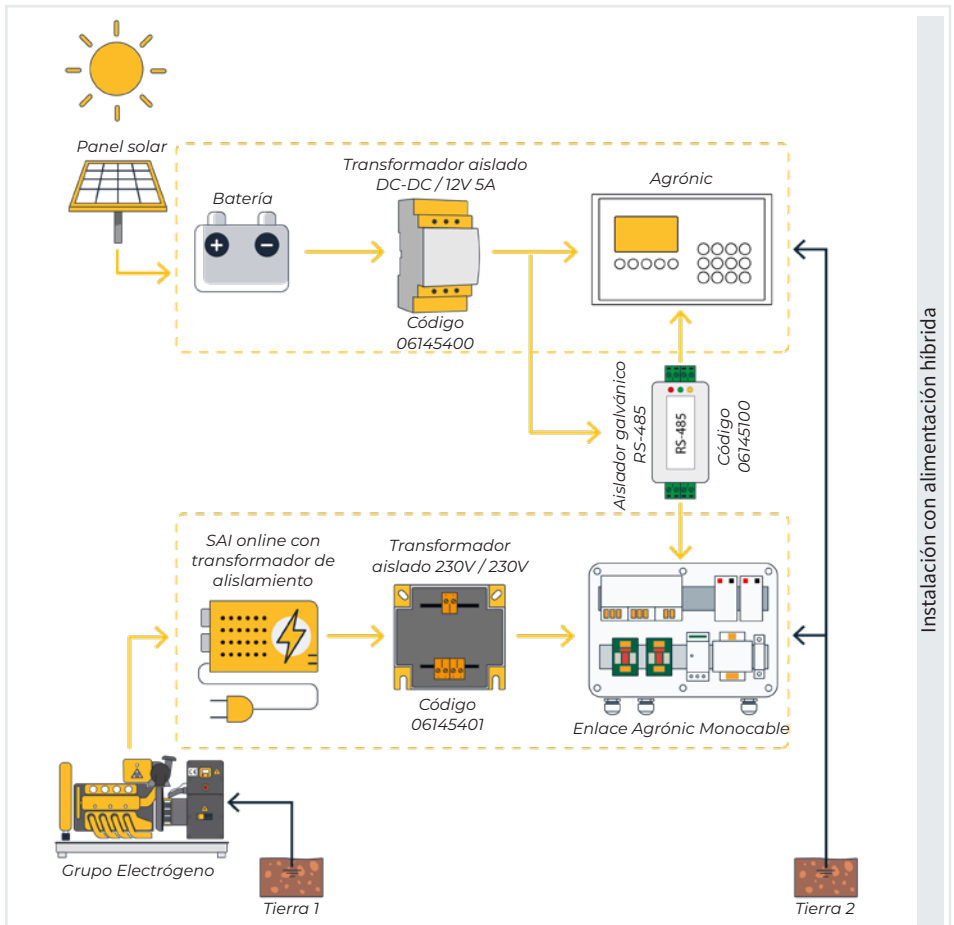 Panel solar
Batería
Transformador aislado
DC-DC / 12V 5A
Código
06145400
Agrónic
Aislador galvánico
RS-485
RS-485
Código
06145100
SAI online con
transformador de
alislamiento
Transformador
aislado 230V / 230V
Código
06145401
Enlace Agrónic Monocable
Grupo Electrógeno
Tierra 1
Tierra 2
Instalación con alimentación híbrida